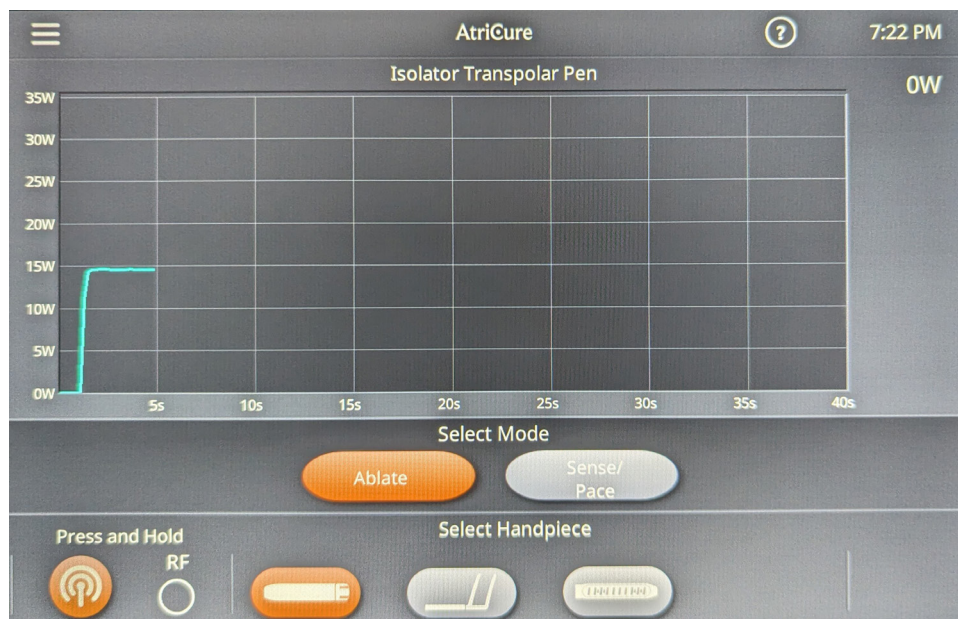 AtriCure
?
7:22 PM
Isolator Transpolar Pen
0W
35W
30W
25W
20W
15W
10W
5W
0W
5s
10s
15s
20s
25s
30s
35s
40s
Select Mode
Ablate
Sense/
Pace
Press and Hold
RF
Select Handpiece